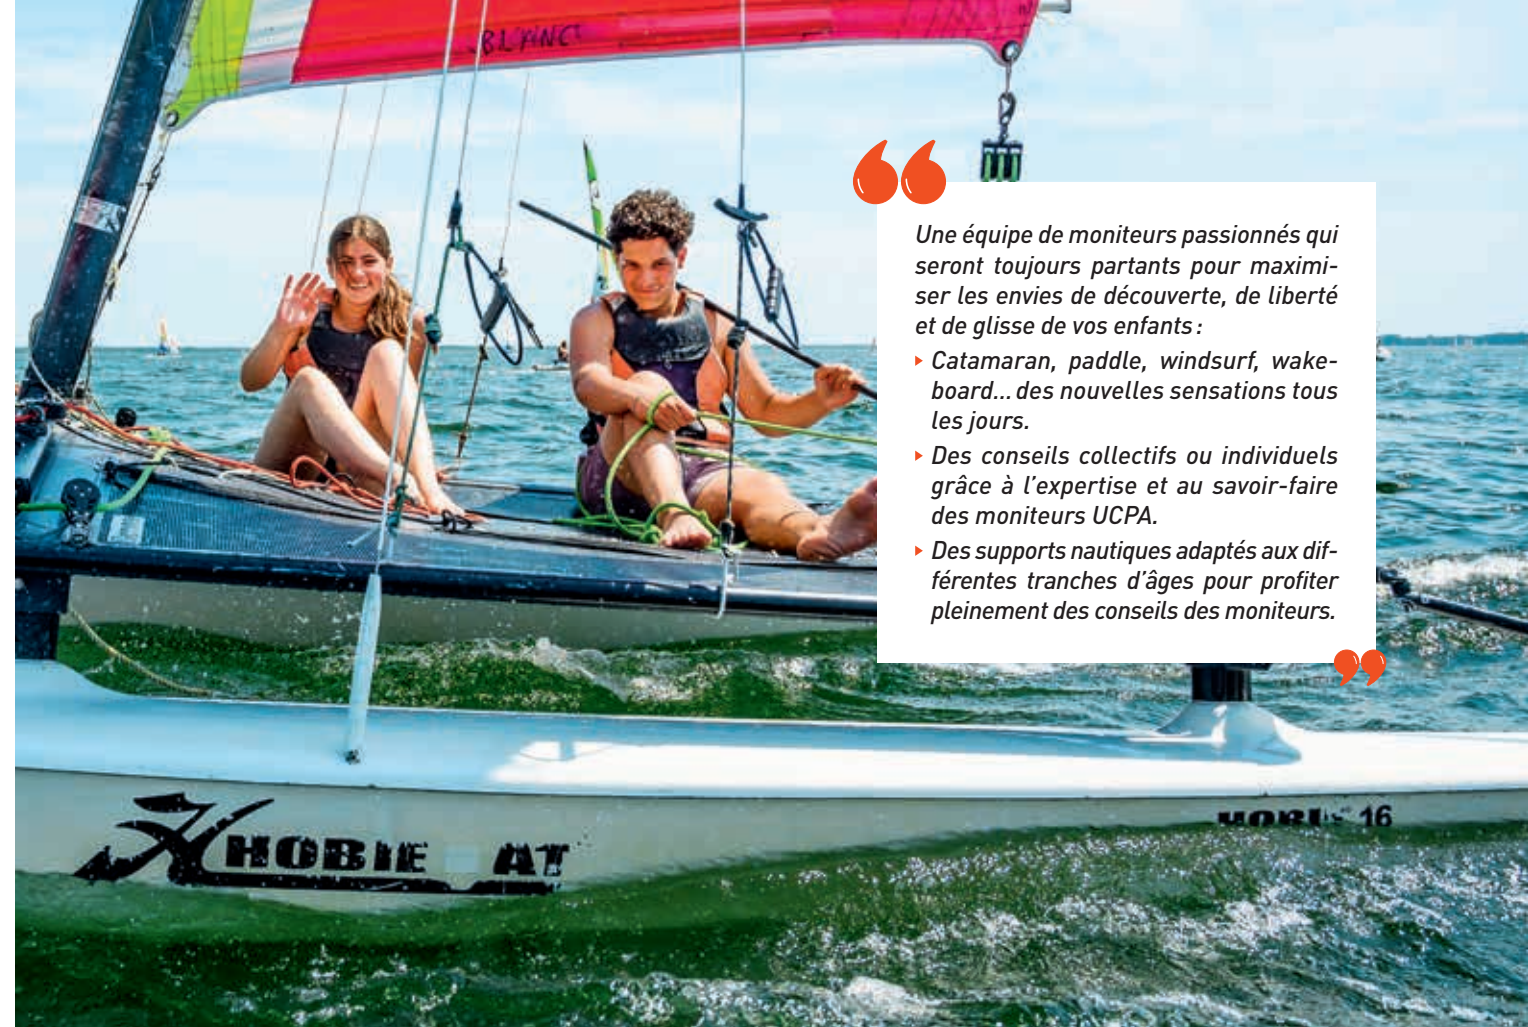 BLANC
Une équipe de moniteurs passionnés qui
seront toujours partants pour maximi-
ser les envies de découverte, de liberté
et de glisse de vos enfants :
Catamaran, paddle, windsurf, wake-
board... des nouvelles sensations tous
les jours.
Des conseils collectifs ou individuels
grâce à l’expertise et au savoir-faire
des moniteurs UCPA.
Des supports nautiques adaptés aux dif-
férentes tranches d’âges pour profiter
pleinement des conseils des moniteurs.
HOBIE 16
HOBIE AT